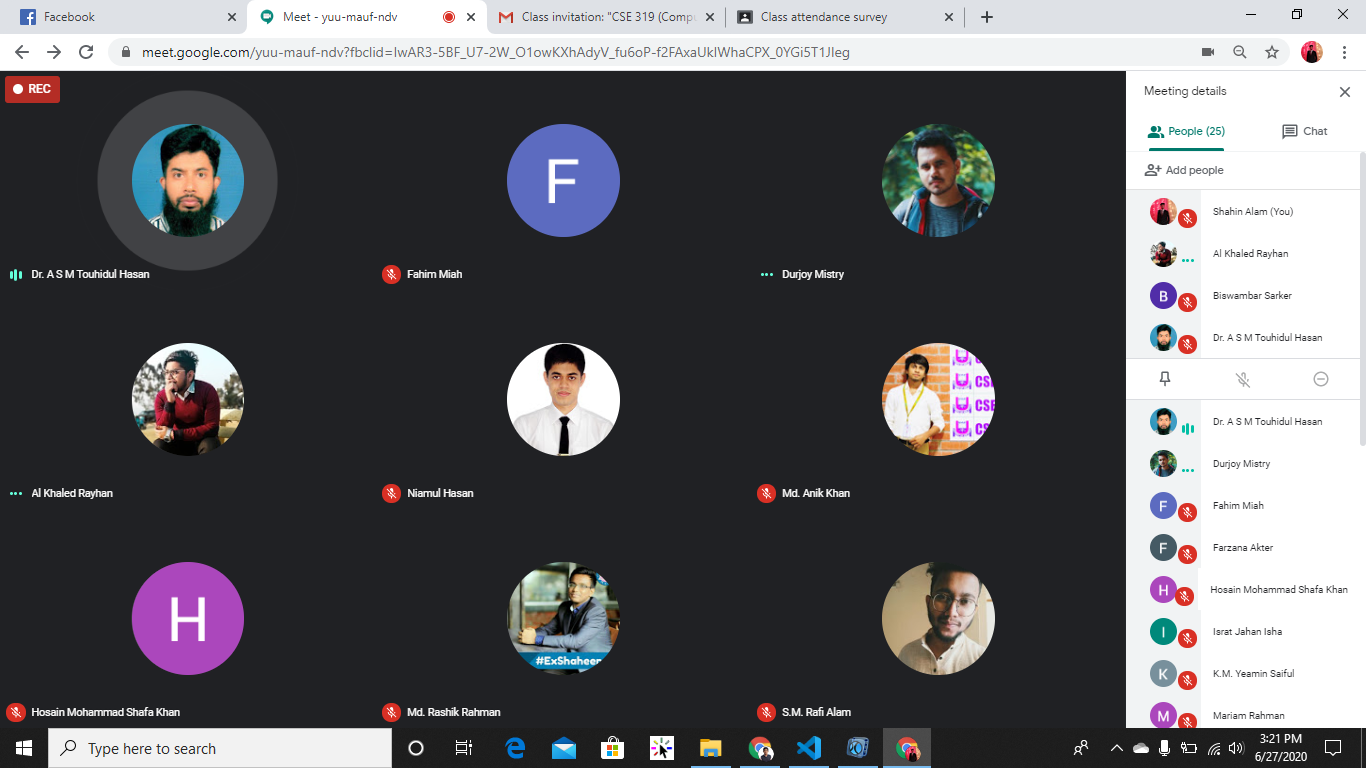 Facebook
Meet - yuu-mauf-ndv
Class invitation: "CSE 319 (Compu
Class attendance survey
meet.google.com/yuu-mauf-ndv?fbclid=IwAR3-5BF_U7-2W_O1owKXhAdyV_fu6oP-f2FAxaUkIWhaCPX_0YGi5T1Jleg
REC
F
Dr. A S M Touhidul Hasan
Fahim Miah
Durjoy Mistry
CSE
CSE
CS
Al Khaled Rayhan
Niamul Hasan
Md. Anik Khan
H
#ExShaheen
Hosain Mohammad Shafa Khan
Md. Rashik Rahman
S.M. Rafi Alam
Meeting details
People (25)
Chat
Add people
Shahin Alam (You)
Al Khaled Rayhan
B Biswambar Sarker
Dr. A S M Touhidul Hasan
Dr. A S M Touhidul Hasan
Durjoy Mistry
F Fahim Miah
F Farzana Akter
H Hosain Mohammad Shafa Khan
I Israt Jahan Isha
K K.M. Yeamin Saiful
M Mariam Rahman
Type here to search
3:21 PM
6/27/2020